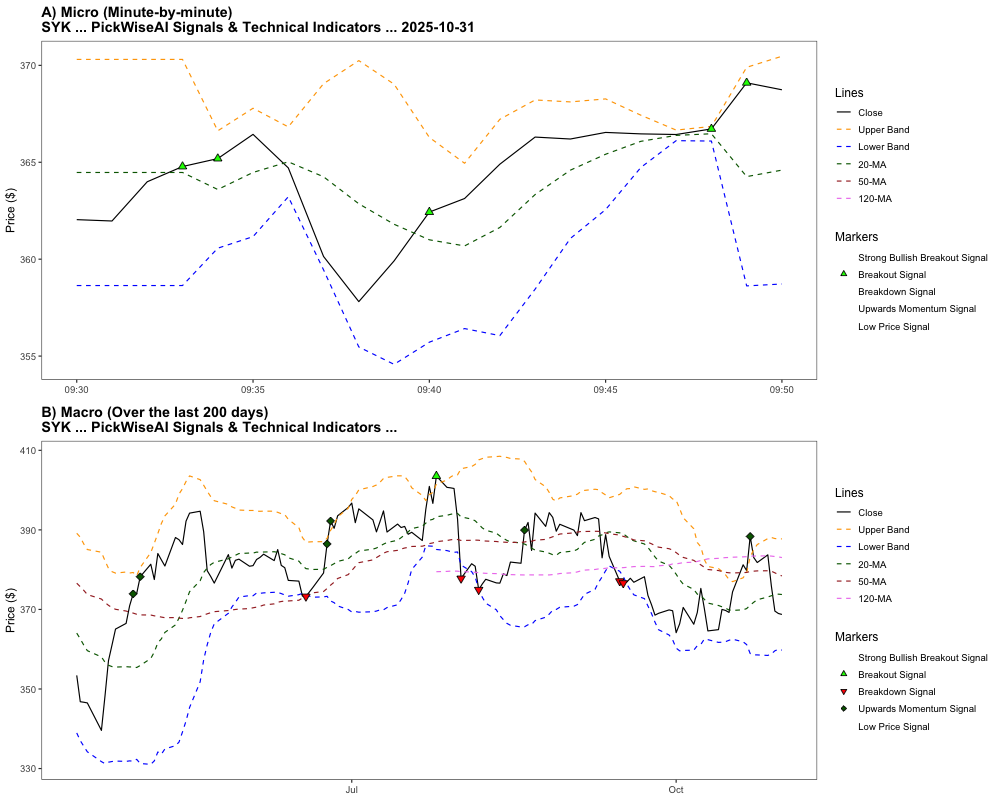 A) Micro (Minute-by-minute)
SYK ... PickWiseAI Signals & Technical Indicators ... 2025-10-31
Price ($)
370
365
360
355
09:30
09:35
09:40
09:45
09:50
Lines
Close
Upper Band
Lower Band
20-MA
50-MA
120-MA
Markers
Strong Bullish Breakout Signal
Breakout Signal
Breakdown Signal
Upwards Momentum Signal
Low Price Signal
B) Macro (Over the last 200 days)
SYK ... PickWiseAI Signals & Technical Indicators ...
Price ($)
410
390
370
350
330
Jul
Oct
Lines
Close
Upper Band
Lower Band
20-MA
50-MA
120-MA
Markers
Strong Bullish Breakout Signal
Breakout Signal
Breakdown Signal
Upwards Momentum Signal
Low Price Signal